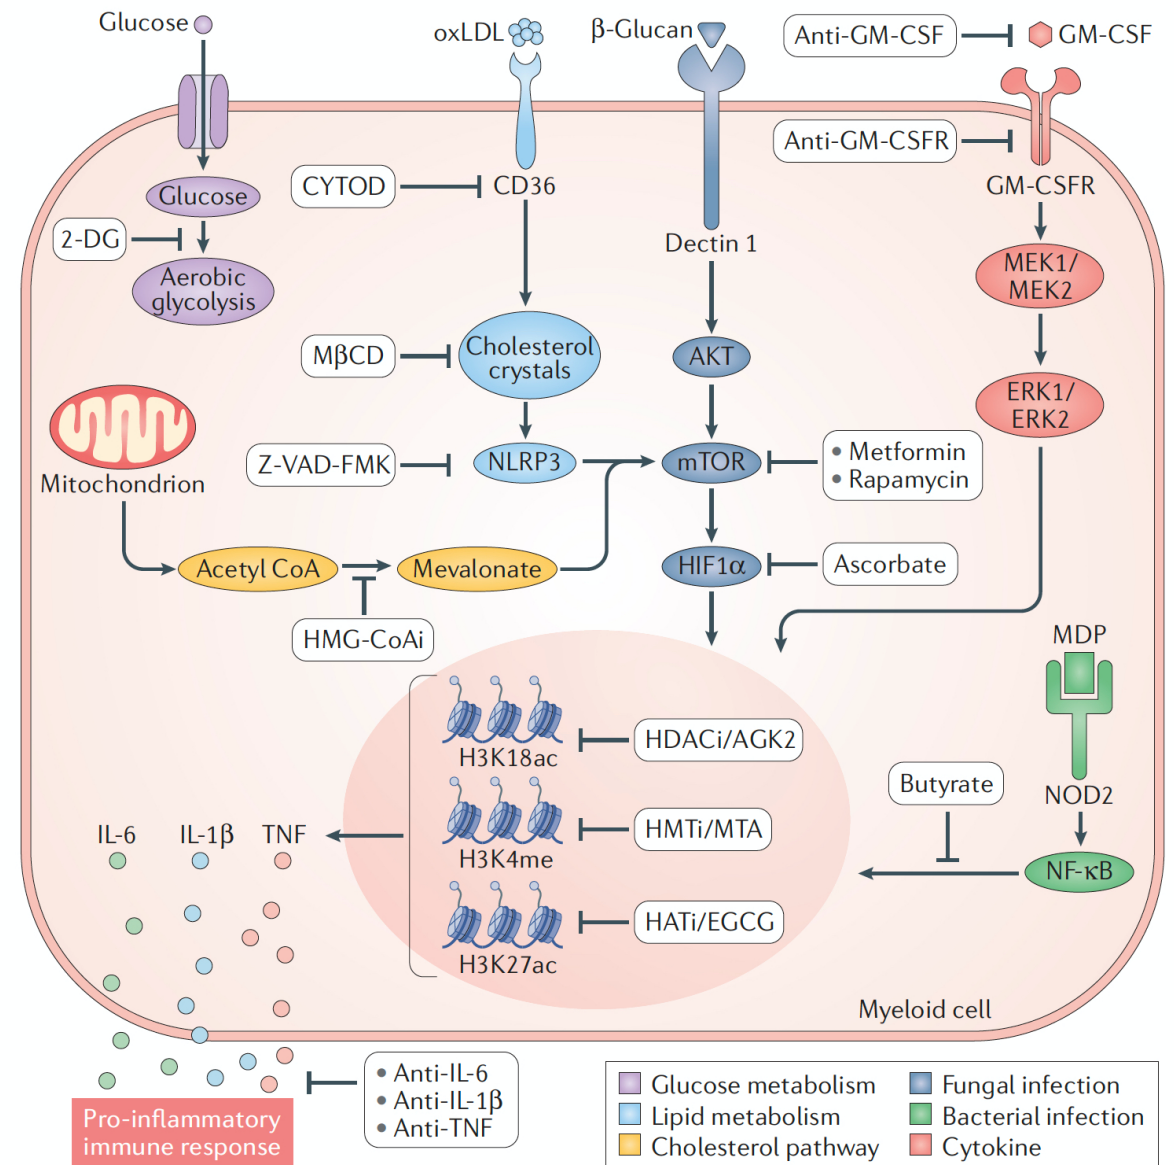 Glucose
oxLDL
β-Glucan
Anti-GM-CSF
GM-CSF
Anti-GM-CSFR
Glucose
CYTOD
CD36
GM-CSFR
2-DG
Dectin 1
Aerobic
glycolysis
MEK1/
MEK2
MβCD
Cholesterol
crystals
AKT
ERK1/
ERK2
Mitochondrion
Z-VAD-FMK
NLRP3
mTOR
• Metformin
• Rapamycin
Acetyl CoA
Mevalonate
HIF1α
Ascorbate
HMG-CoAi
MDP
H3K18ac
HDACi/AGK2
Butyrate
NOD2
IL-6
IL-1β
TNF
H3K4me
HMTi/MTA
NF-κB
H3K27ac
HATi/EGCG
Myeloid cell
• Anti-IL-6
• Anti-IL-1β
• Anti-TNF
Pro-inflammatory
immune response
Glucose metabolism
Lipid metabolism
Cholesterol pathway
Fungal infection
Bacterial infection
Cytokine